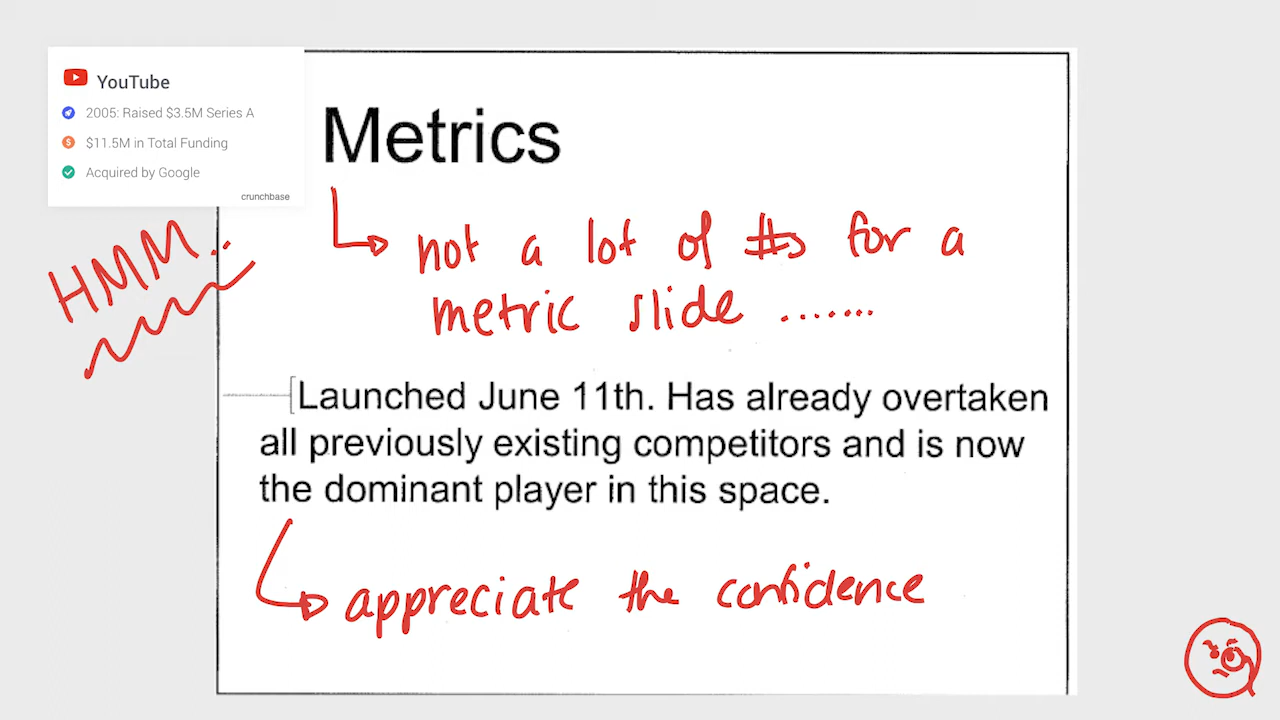 YouTube
2005: Raised $3.5M Series A
$11.5M in Total Funding
Acquired by Google
crunchbase
Metrics
HMM..
not a lot of #s for a
metric slide .......
Launched June 11th. Has already overtaken
all previously existing competitors and is now
the dominant player in this space.
appreciate the confidence